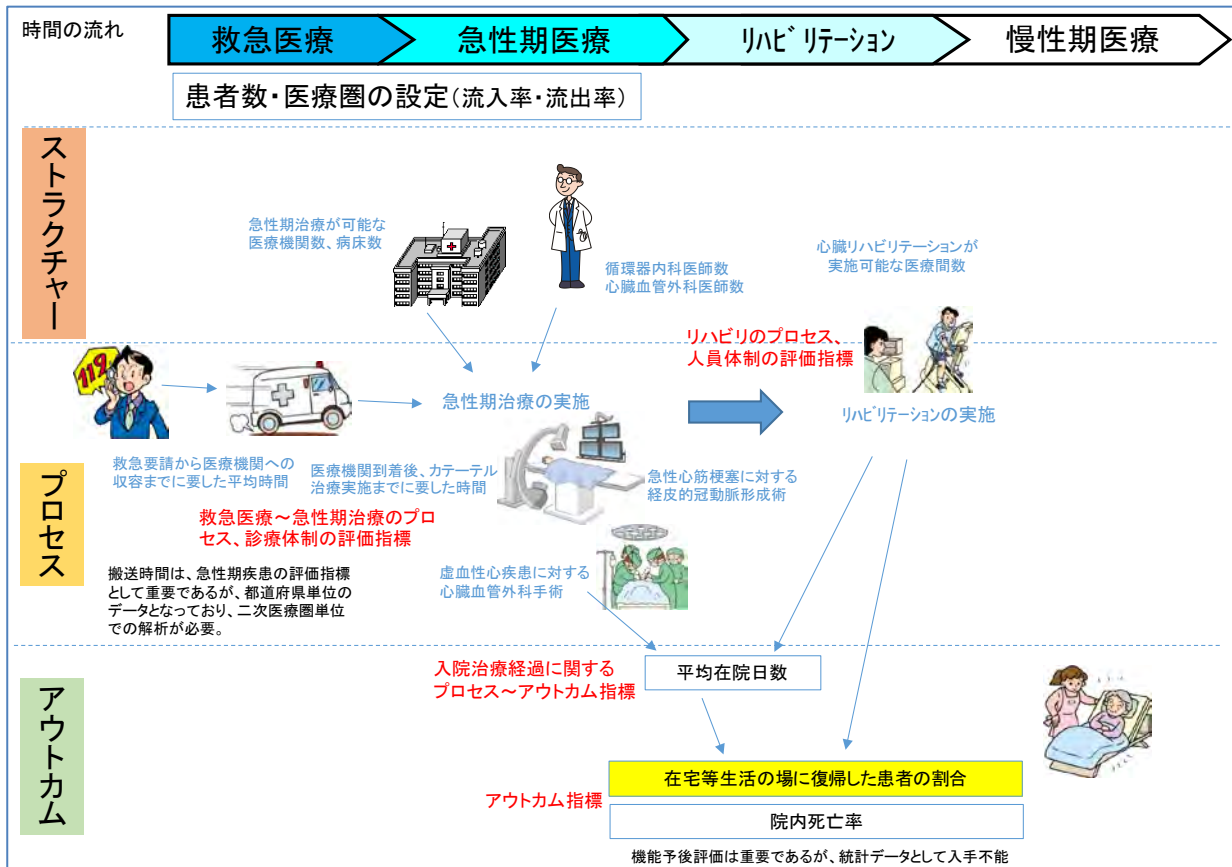 時間の流れ
救急医療
急性期医療
リハビリテーション
慢性期医療
患者数・医療圏の設定(流入率・流出率)
ストラクチャー
急性期治療が可能な
医療機関数、病床数
循環器内科医師数
心臓血管外科医師数
心臓リハビリテーションが
実施可能な医療間数
プロセス
119
リハビリのプロセス、
人員体制の評価指標
急性期治療の実施
リハビリテーションの実施
救急要請から医療機関への
収容までに要した平均時間
医療機関到着後、カテーテル
治療実施までに要した時間
急性心筋梗塞に対する
経皮的冠動脈形成術
救急医療～急性期治療のプロ
セス、診療体制の評価指標
搬送時間は、急性期疾患の評価指標
として重要であるが、都道府県単位の
データとなっており、二次医療圏単位
での解析が必要。
虚血性心疾患に対する
心臓血管外科手術
アウトカム
入院治療経過に関する
プロセス～アウトカム指標
平均在院日数
アウトカム指標
在宅等生活の場に復帰した患者の割合
院内死亡率
機能予後評価は重要であるが、統計データとして入手不能